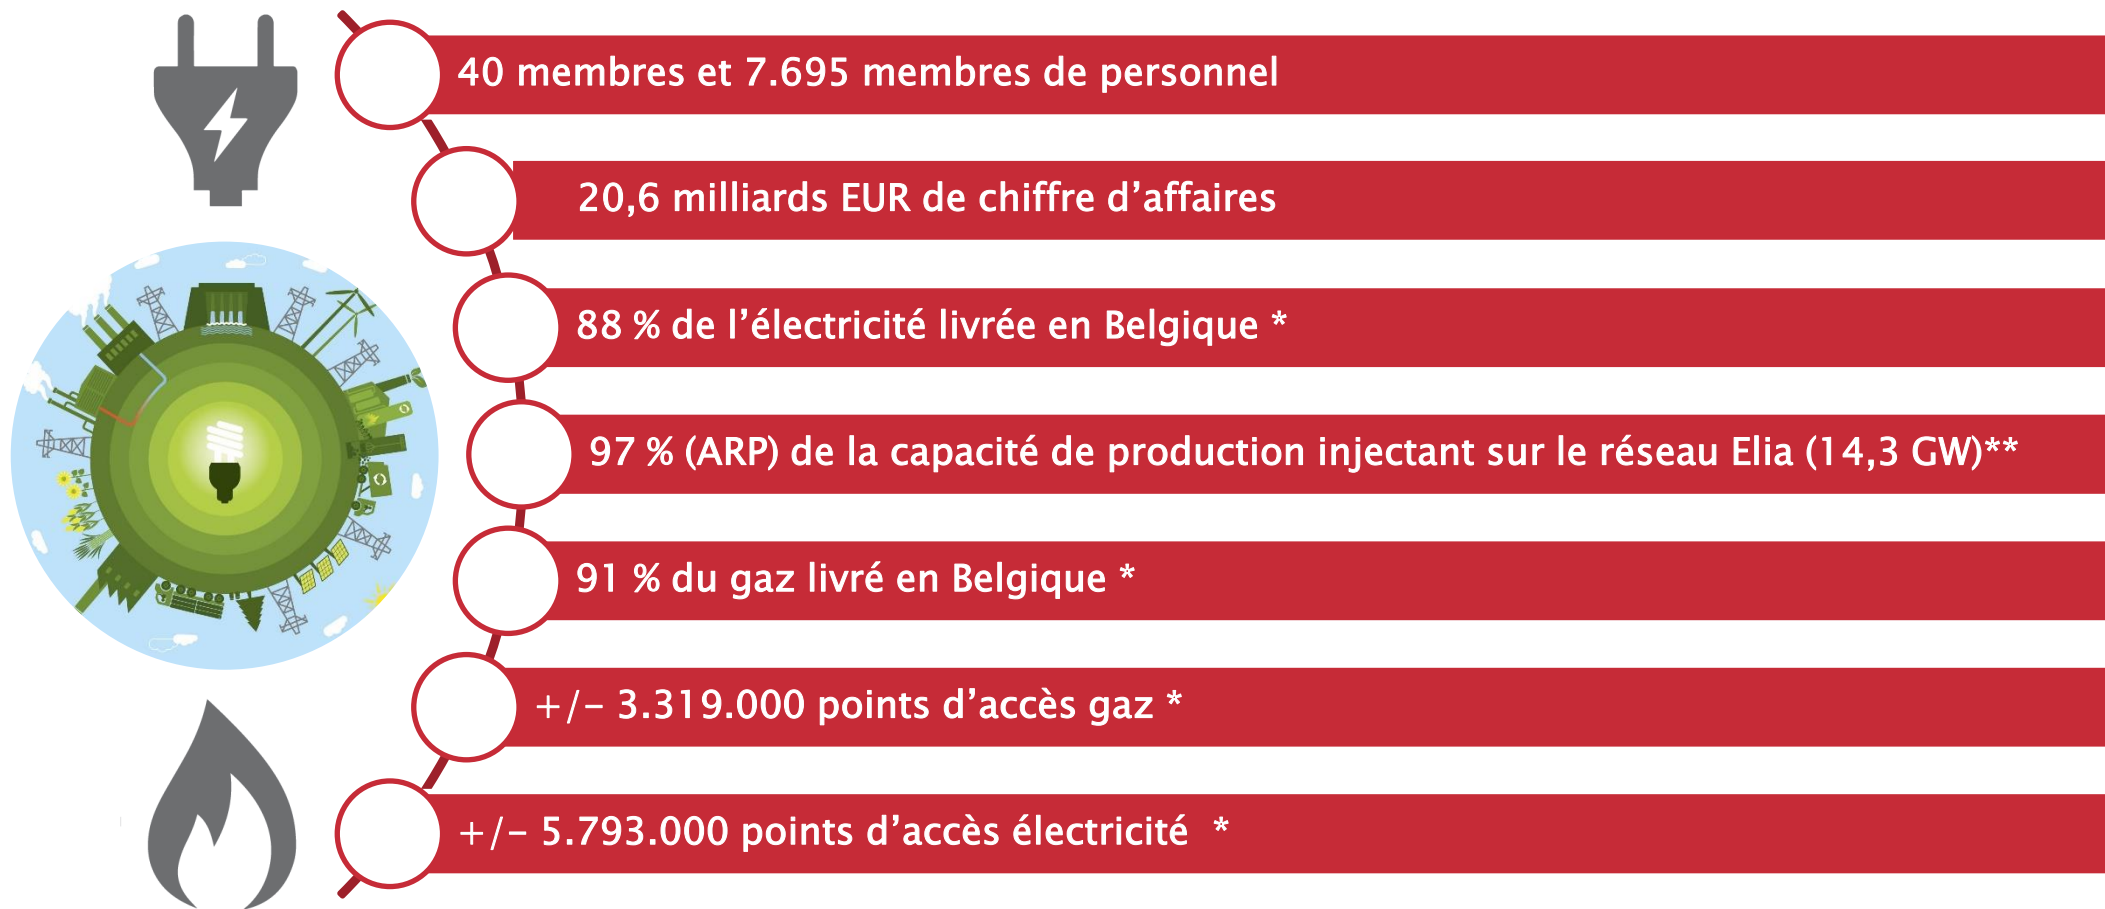 40 membres et 7.695 membres de personnel
20,6 milliards EUR de chiffre d’affaires
88 % de l’électricité livrée en Belgique *
97 % (ARP) de la capacité de production injectant sur le réseau Elia (14,3 GW)**
91 % du gaz livré en Belgique *
+/- 3.319.000 points d’accès gaz *
+/- 5.793.000 points d’accès électricité *